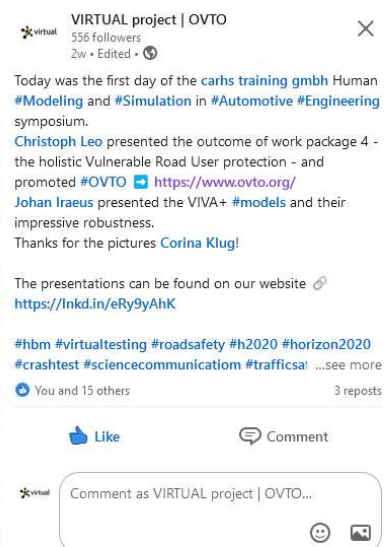 virtual
VIRTUAL project | OVTO
556 followers
2w • Edited •
Today was the first day of the carhs training gmbh Human
#Modeling and #Simulation in #Automotive #Engineering
symposium.
Christoph Leo presented the outcome of work package 4 -
the holistic Vulnerable Road User protection - and
promoted #OVTO ➡️ https://www.ovto.org/
Johan Iraeus presented the VIVA+ #models and their
impressive robustness.
Thanks for the pictures Corina Klug!
The presentations can be found on our website 🔗
https://lnkd.in/eRy9yAhK
#hbm #virtualtesting #roadsafety #h2020 #horizon2020
#crashtest #sciencecommunicatiom #trafficsa ...see more
You and 15 others
3 reposts
Like
Comment
virtual
Comment as VIRTUAL project | OVTO...